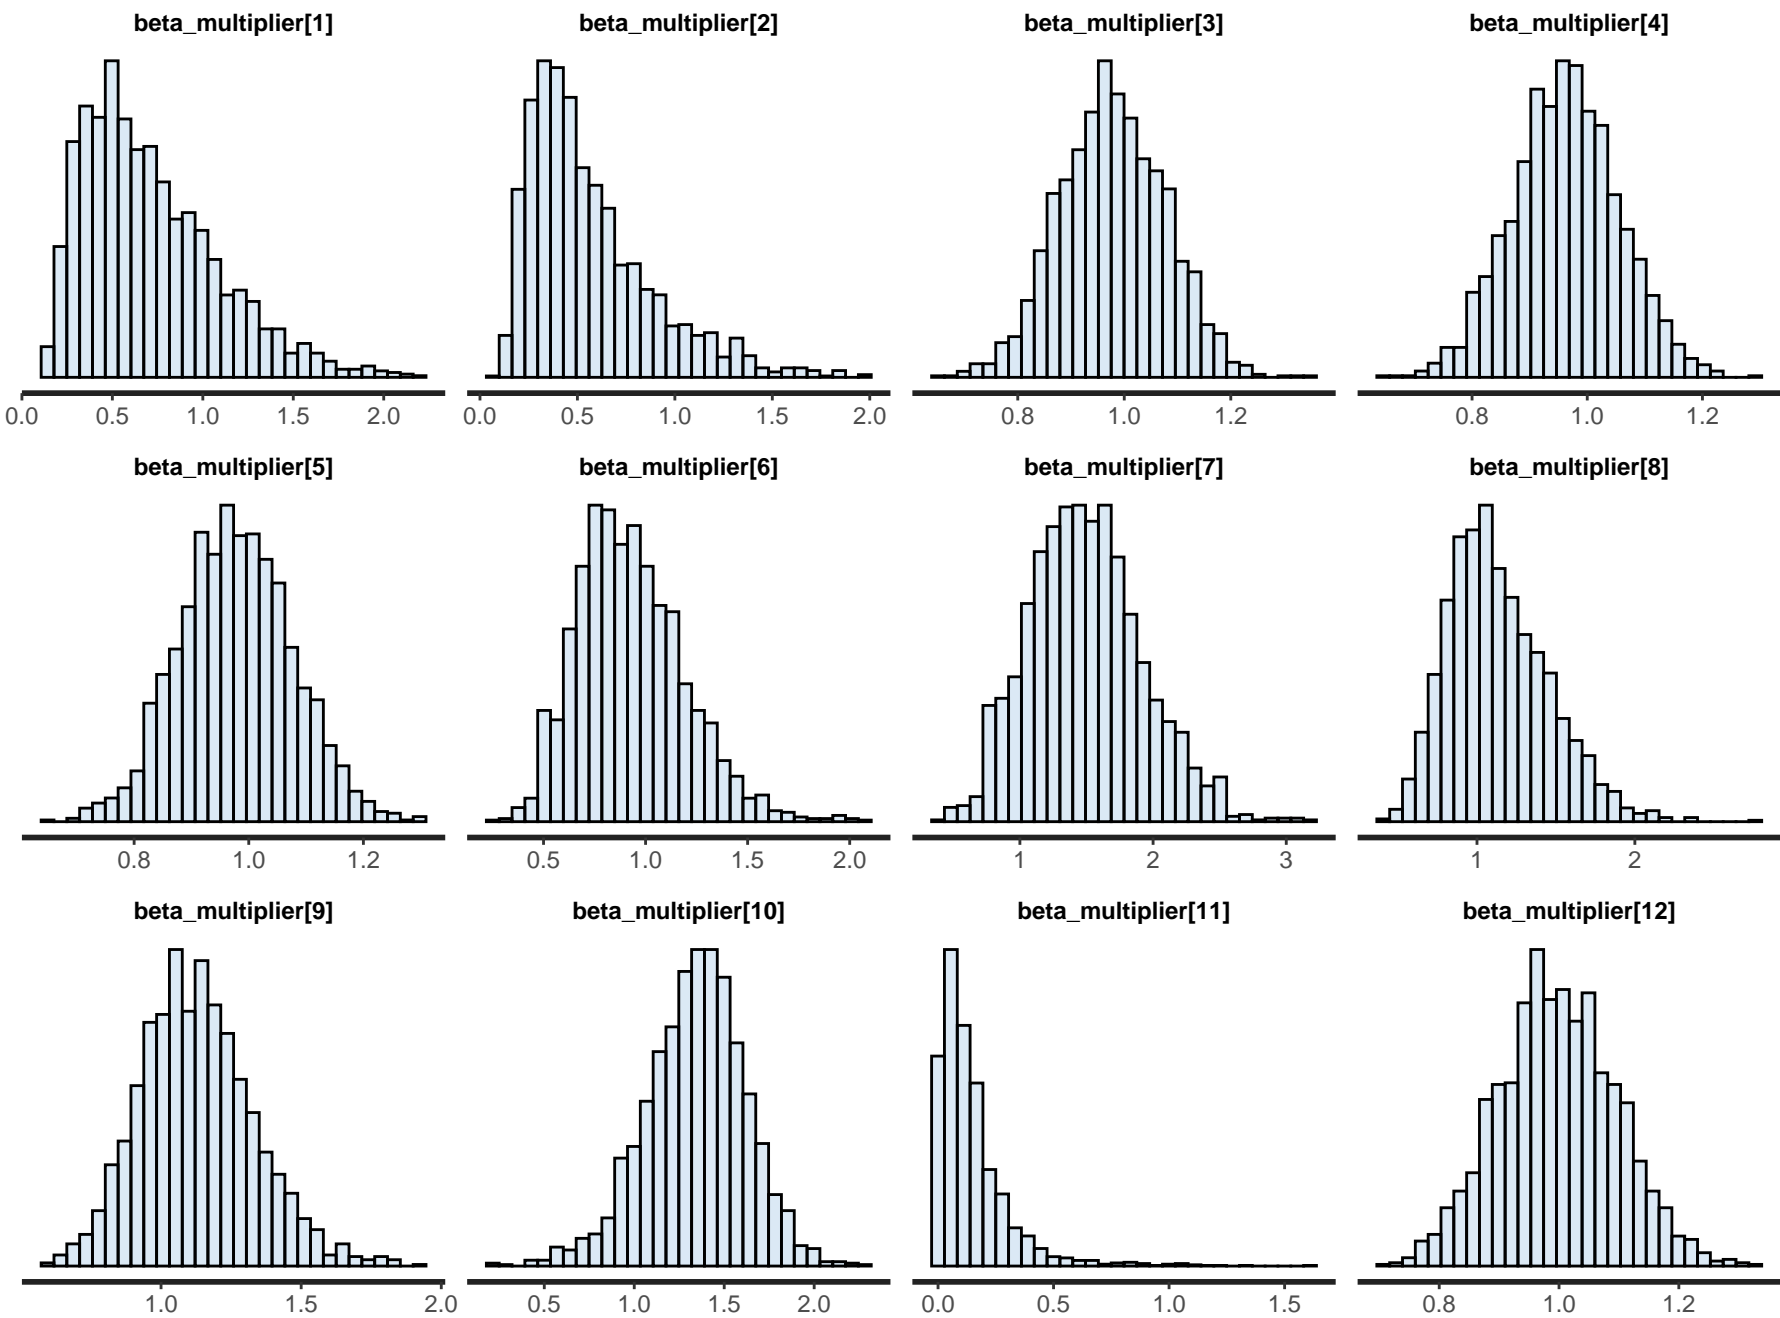 beta_multiplier[1] beta_multiplier[2] beta_multiplier[3] beta_multiplier[4]
0.0 0.5 1.0 1.5 2.0 0.0 0.5 1.0 1.5 2.0 0.8 1.0 1.2 0.8 1.0 1.2
beta_multiplier[5] beta_multiplier[6] beta_multiplier[7] beta_multiplier[8]
0.8 1.0 1.2 0.5 1.0 1.5 2.0 1 2 3 1 2
beta_multiplier[9] beta_multiplier[10] beta_multiplier[11] beta_multiplier[12]
1.0 1.5 2.0 0.5 1.0 1.5 2.0 0.0 0.5 1.0 1.5 0.8 1.0 1.2